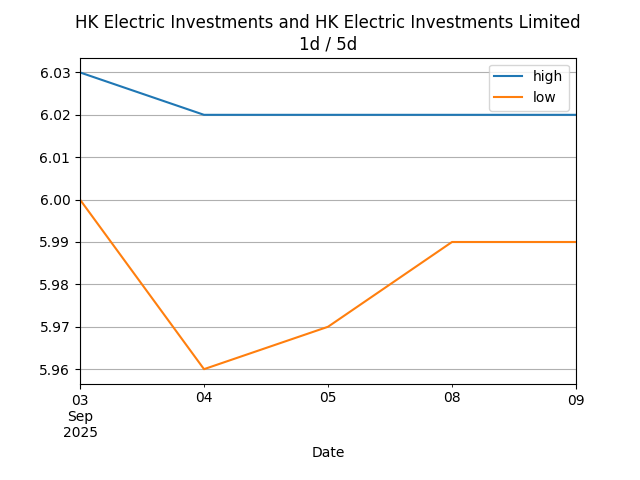 HK Electric Investments and HK Electric Investments Limited
1d / 5d
high
low
6.03
6.02
6.01
6.00
5.99
5.98
5.97
5.96
03
Sep
2025
04
05
08
09
Date